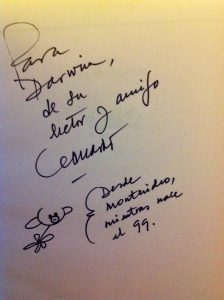 Para
Darwin,
de su
lector y amigo
Desde
Montevideo,
mientras nace
el 99.